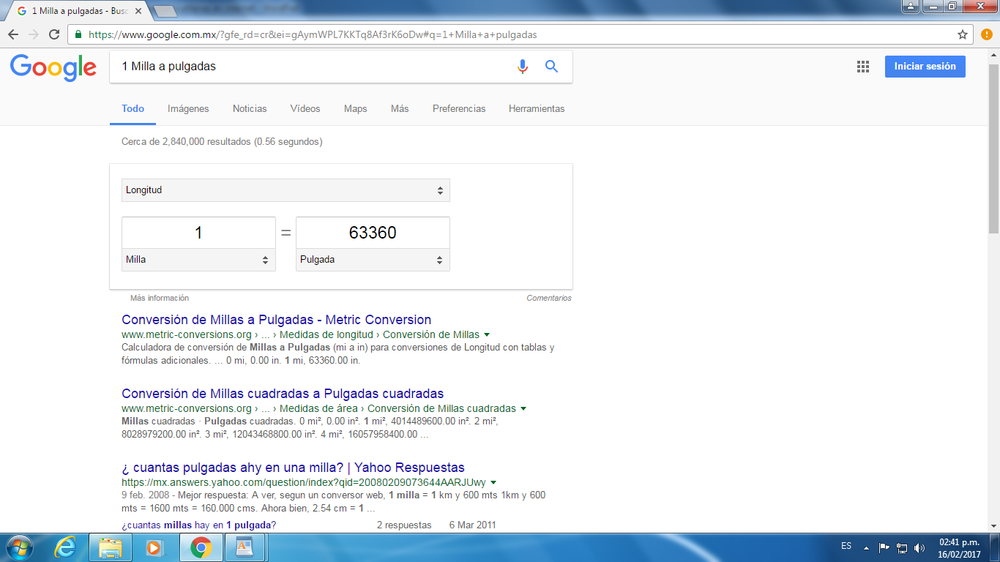 1 Milla a pulgadas - Busc
https://www.google.com.mx/?gfe_rd=cr&ei=gAymWPL7KKTq8Af3rK6oDw#q=1+Milla+a+pulgadas
Google
1 Milla a pulgadas
Iniciar sesión
Todo Imágenes Noticias Vídeos Maps Más Preferencias Herramientas
Cerca de 2,840,000 resultados (0.56 segundos)
Longitud
1 = 63360
Milla Pulgada
Más información Comentarios
Conversión de Millas a Pulgadas - Metric Conversion
www.metric-conversions.org › ... › Medidas de longitud › Conversión de Millas
Calculadora de conversión de Millas a Pulgadas (mi a in) para conversiones de Longitud con tablas y
fórmulas adicionales. ... 0 mi, 0.00 in. 1 mi, 63360.00 in.
Conversión de Millas cuadradas a Pulgadas cuadradas
www.metric-conversions.org › ... › Medidas de área › Conversión de Millas cuadradas
Millas cuadradas · Pulgadas cuadradas. 0 mi², 0.00 in². 1 mi², 4014489600.00 in². 2 mi²,
8028979200.00 in². 3 mi², 12043468800.00 in². 4 mi², 16057958400.00 ...
¿ cuantas pulgadas ahy en una milla? | Yahoo Respuestas
https://mx.answers.yahoo.com/question/index?qid=20080209073644AARJUwy
9 feb. 2008 - Mejor respuesta: A ver, segun un conversor web, 1 milla = 1 km y 600 mts 1km y 600
mts = 1600 mts = 160.000 cms. Ahora bien, 2.54 cm = 1 ...
¿cuantas millas hay en 1 pulgada? 2 respuestas 6 Mar 2011
ES
02:41 p.m.
16/02/2017